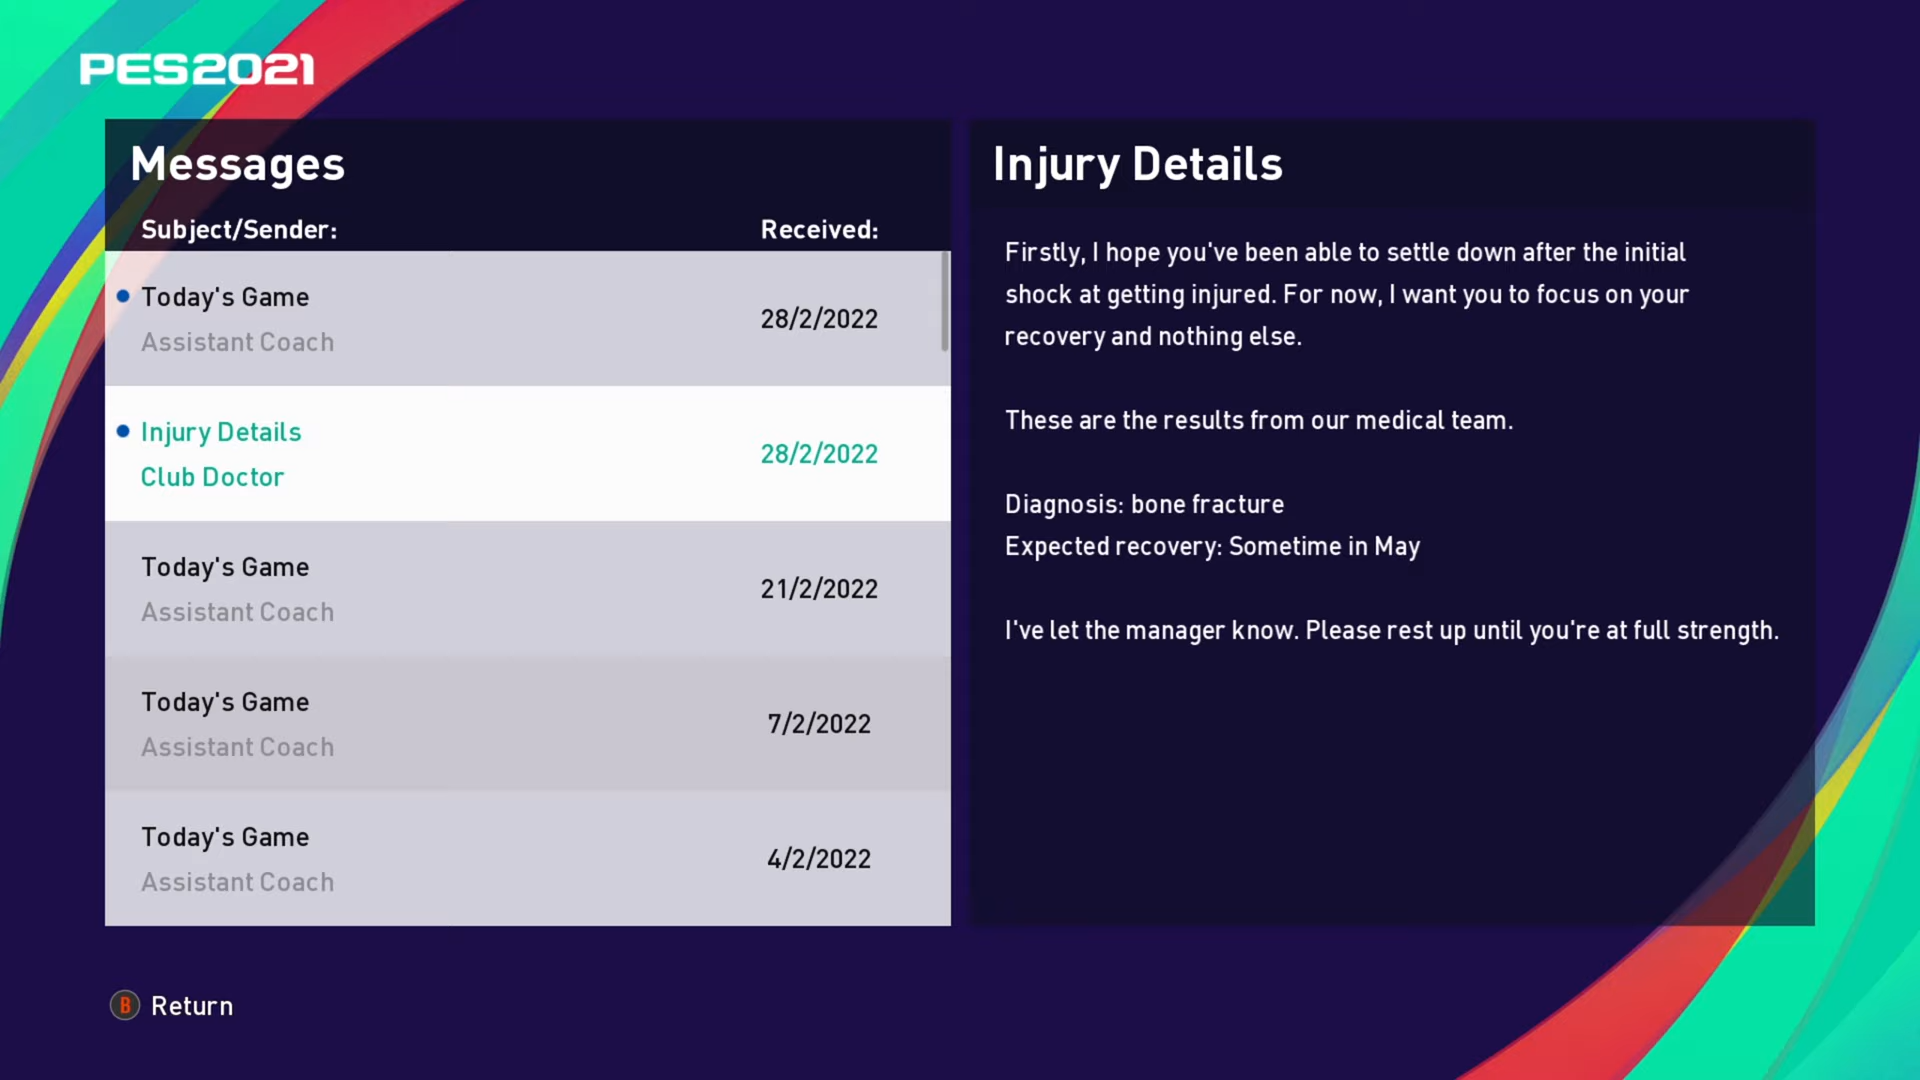 PES2021
Messages
Subject/Sender:
Received:
Today's Game
Assistant Coach
28/2/2022
Injury Details
Club Doctor
28/2/2022
Today's Game
Assistant Coach
21/2/2022
Today's Game
Assistant Coach
7/2/2022
Today's Game
Assistant Coach
4/2/2022
Injury Details
Firstly, I hope you've been able to settle down after the initial
shock at getting injured. For now, I want you to focus on your
recovery and nothing else.
These are the results from our medical team.
Diagnosis: bone fracture
Expected recovery: Sometime in May
I've let the manager know. Please rest up until you're at full strength.
B Return